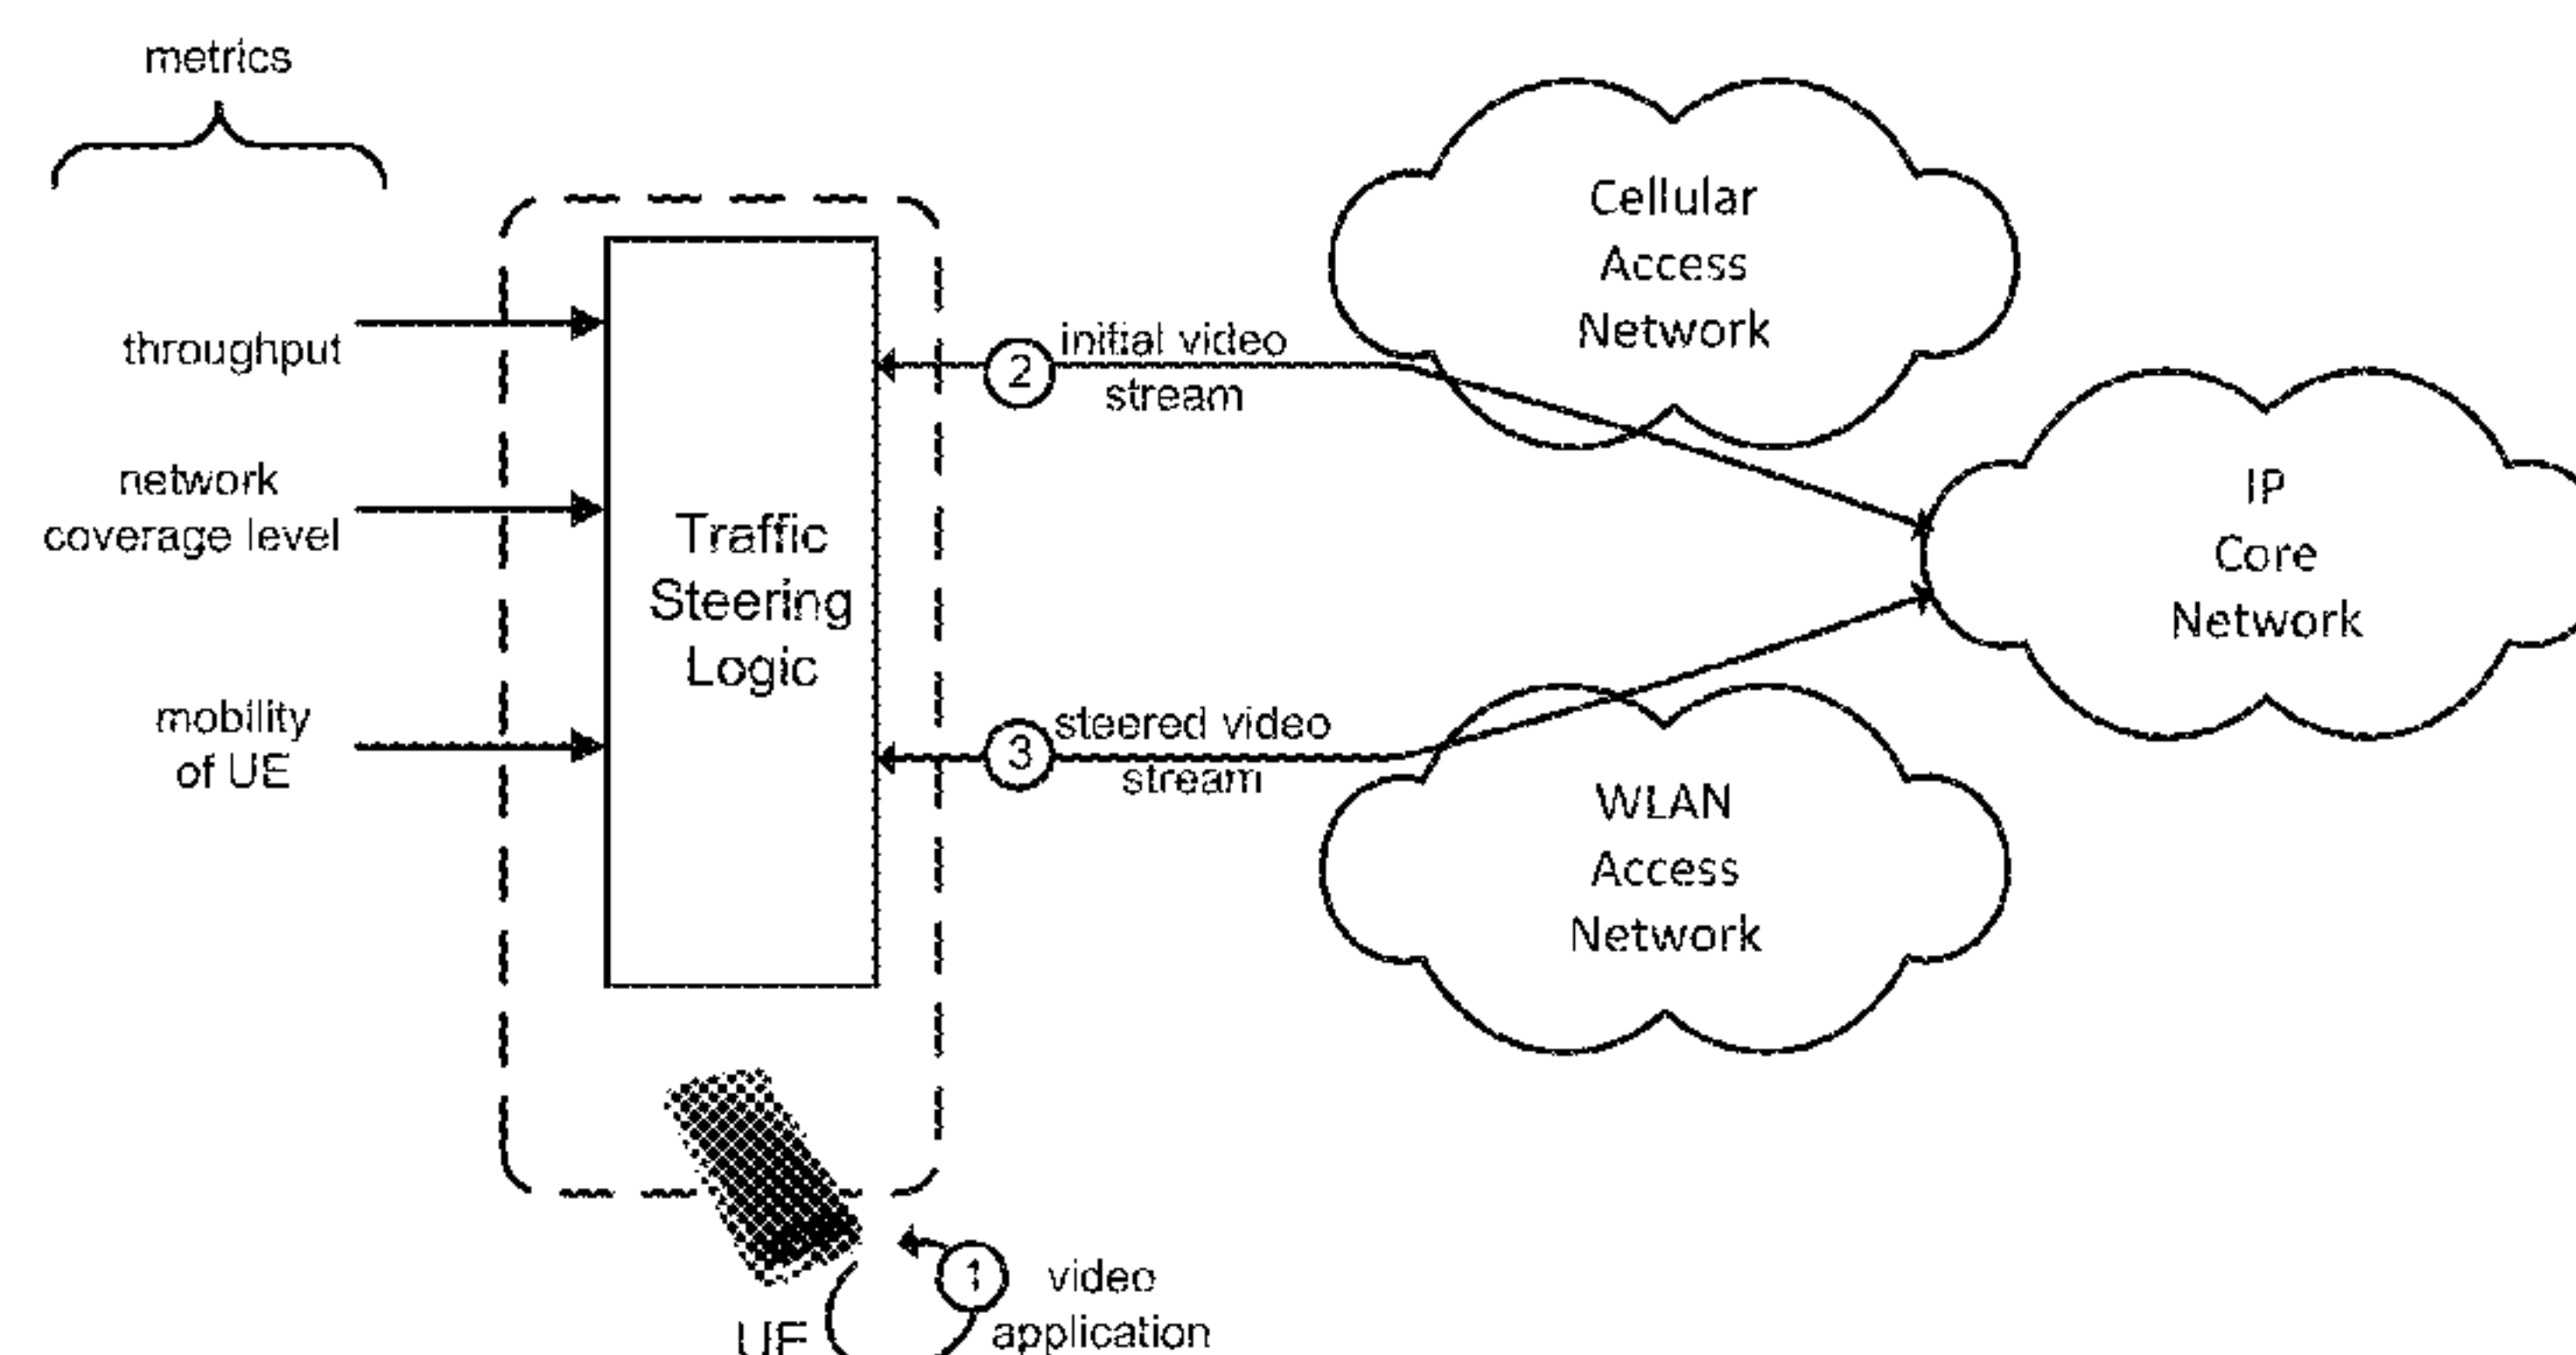 metrics
throughput
network
coverage level
mobility
of UE
Traffic
Steering
Logic
2
initial video
stream
3
steered video
stream
Cellular
Access
Network
IP
Core
Network
WLAN
Access
Network
1
video
application
UE